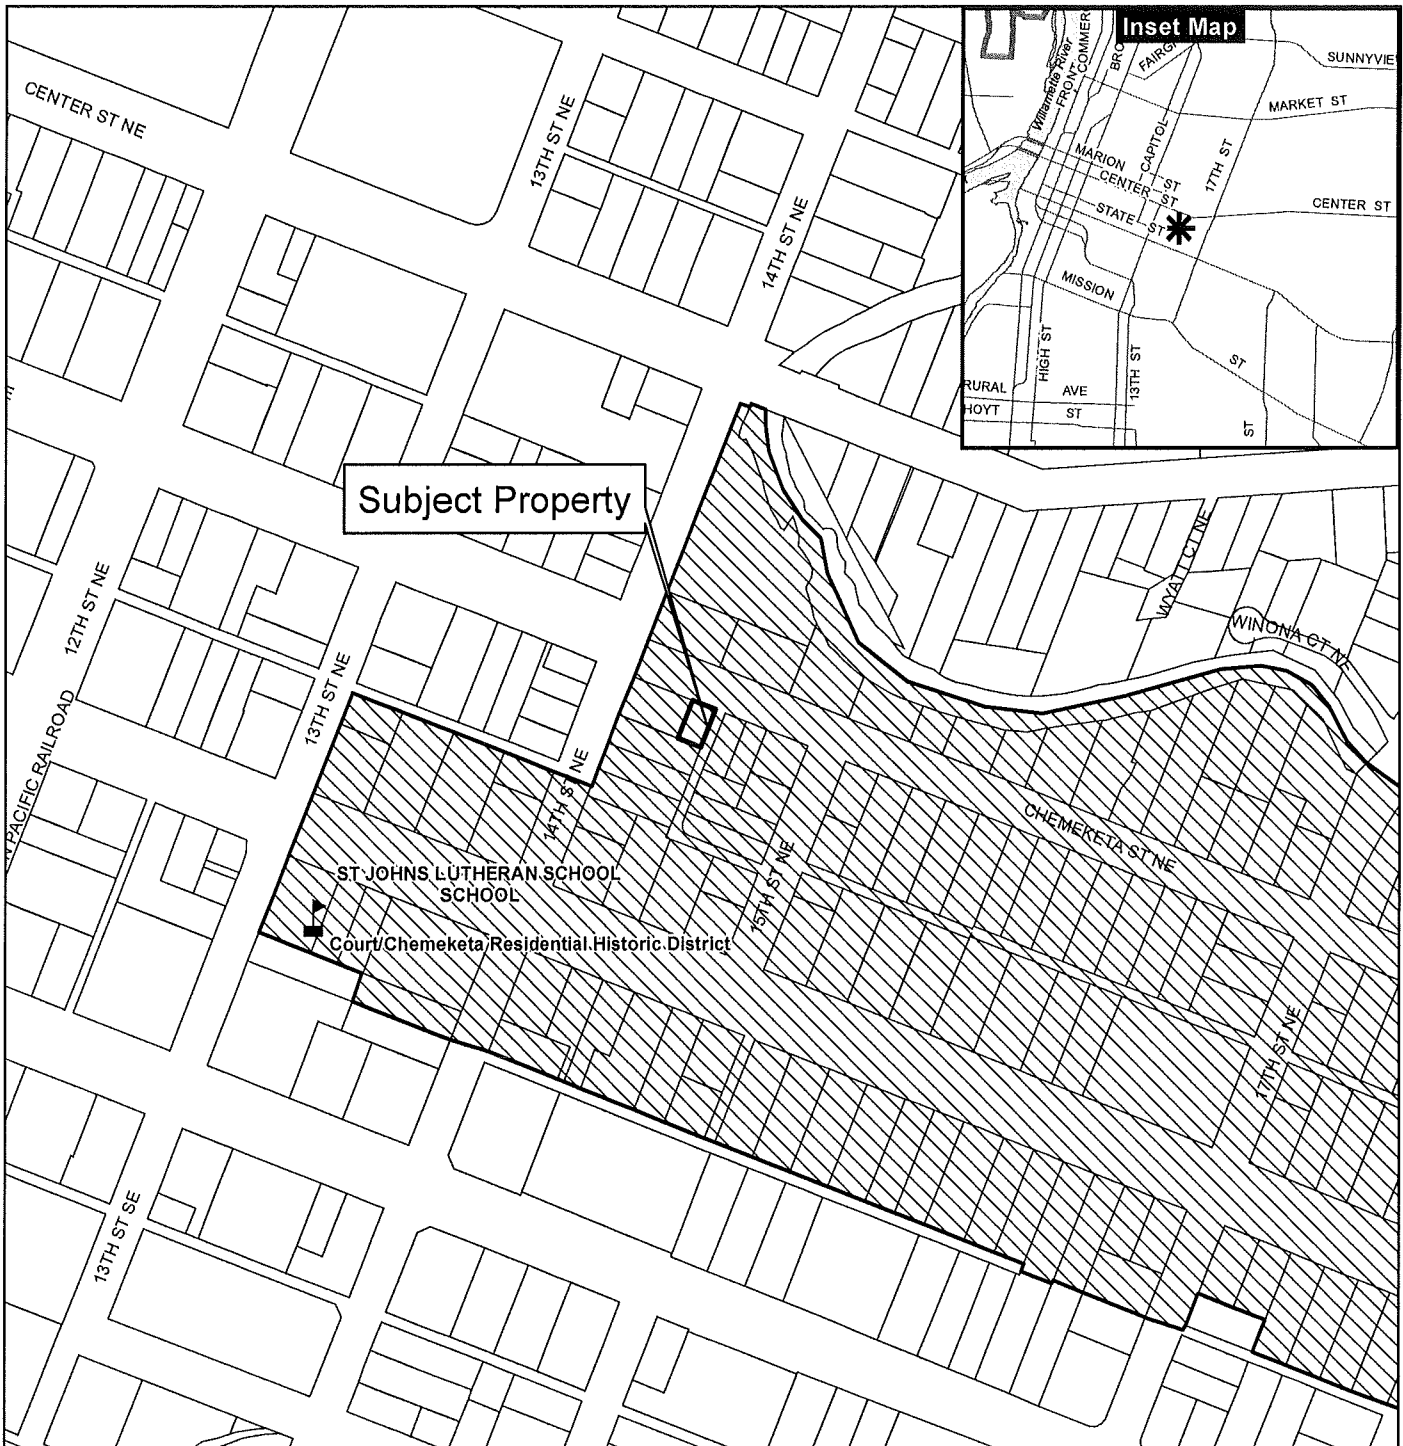 Inset Map
Willamette River
FRONT
COMMERC
BRO
FAIRG
SUNNYVIE
MARKET ST
CAPITOL
17TH ST
MARION ST
CENTER ST
CENTER ST
STATE ST
MISSION
ST
HIGH ST
13TH ST
RURAL AVE
HOYT ST
ST
CENTER ST NE
13TH ST NE
14TH ST NE
Subject Property
WYATT CT NE
WINONA CT NE
12TH ST NE
13TH ST NE
N PACIFIC RAILROAD
14TH ST NE
CHEMEKETA ST NE
15TH ST NE
ST JOHNS LUTHERAN SCHOOL
SCHOOL
Court/Chemeketa Residential Historic District
17TH ST NE
13TH ST SE